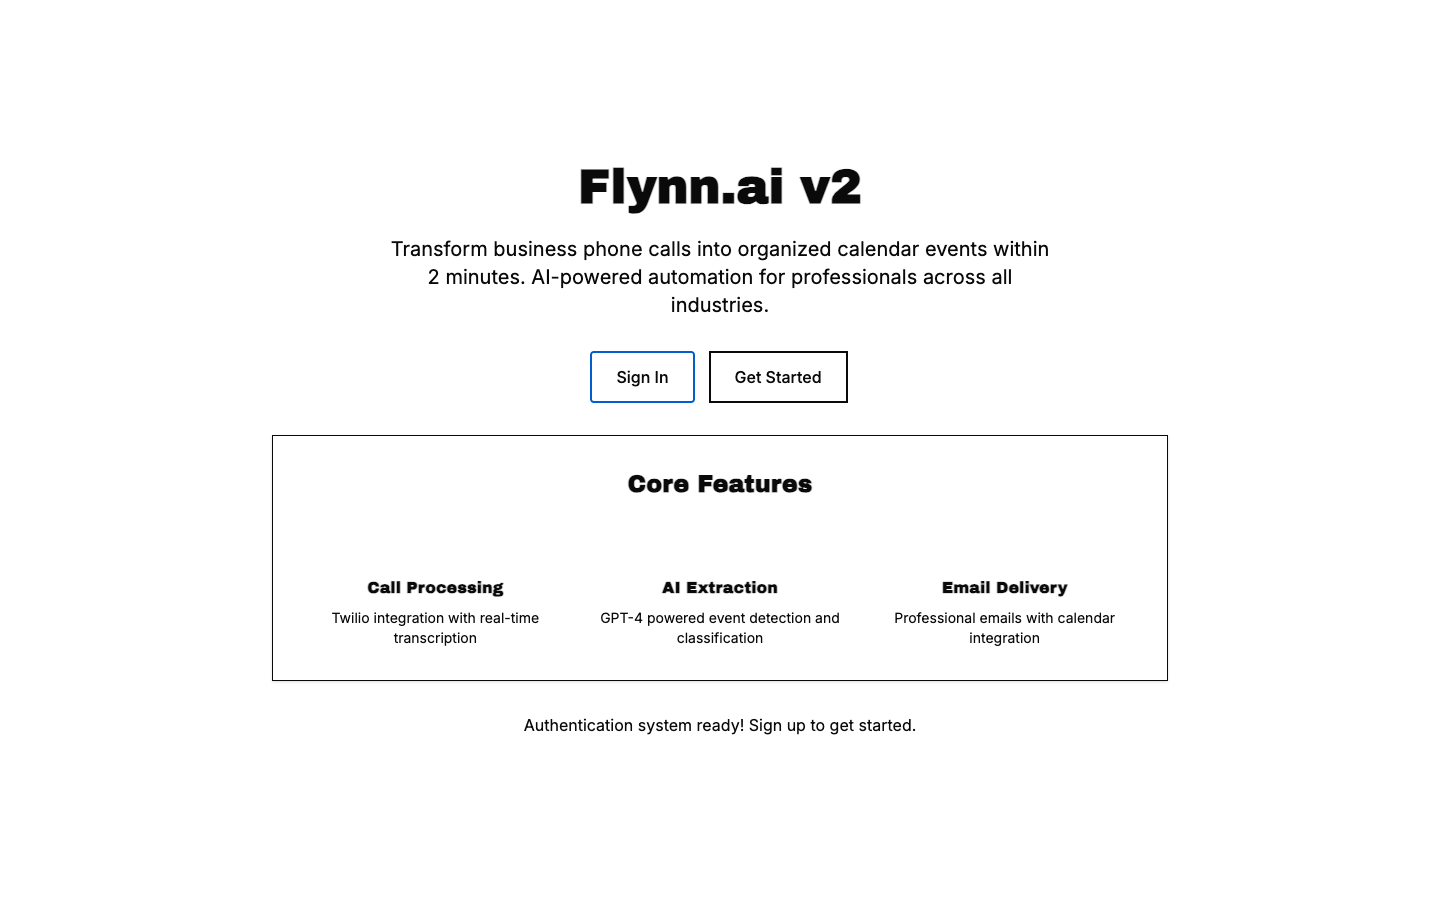 Flynn.ai v2
Transform business phone calls into organized calendar events within
2 minutes. AI-powered automation for professionals across all
industries.
Sign In
Get Started
Core Features
Call Processing
Twilio integration with real-time
transcription
AI Extraction
GPT-4 powered event detection and
classification
Email Delivery
Professional emails with calendar
integration
Authentication system ready! Sign up to get started.